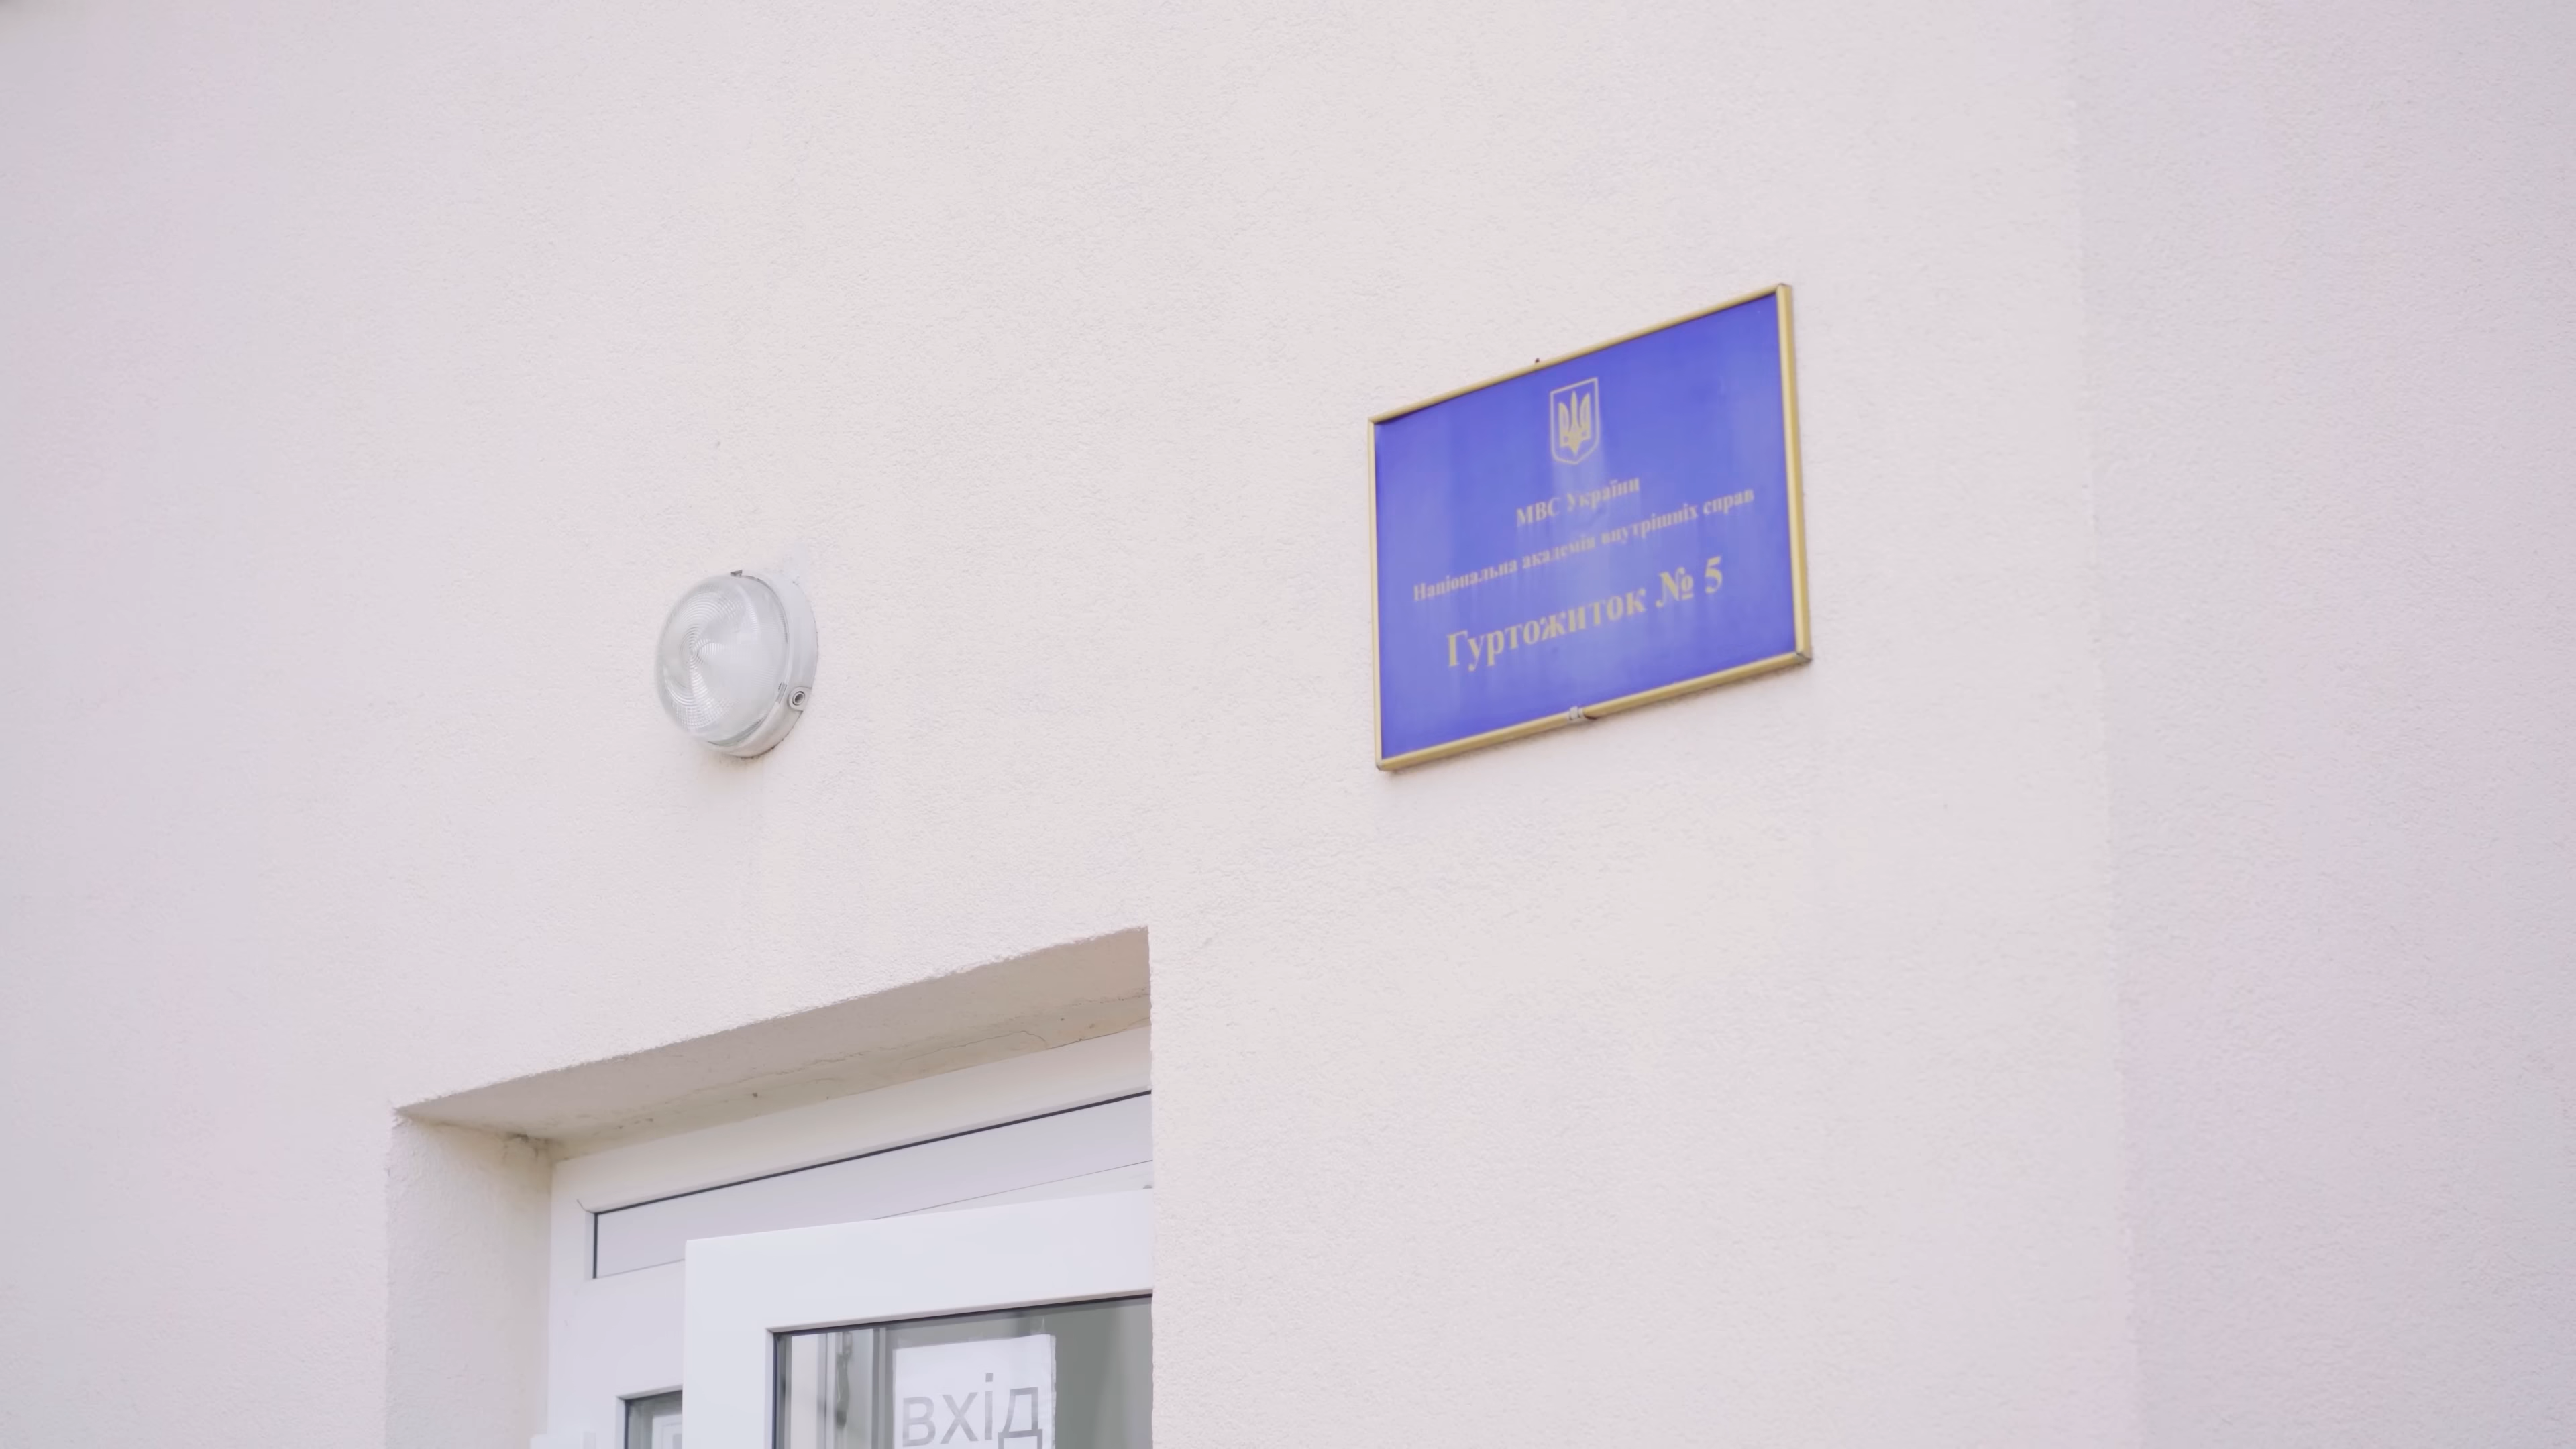 МВС України
Національна академія внутрішніх справ
Гуртожиток № 5
вхід